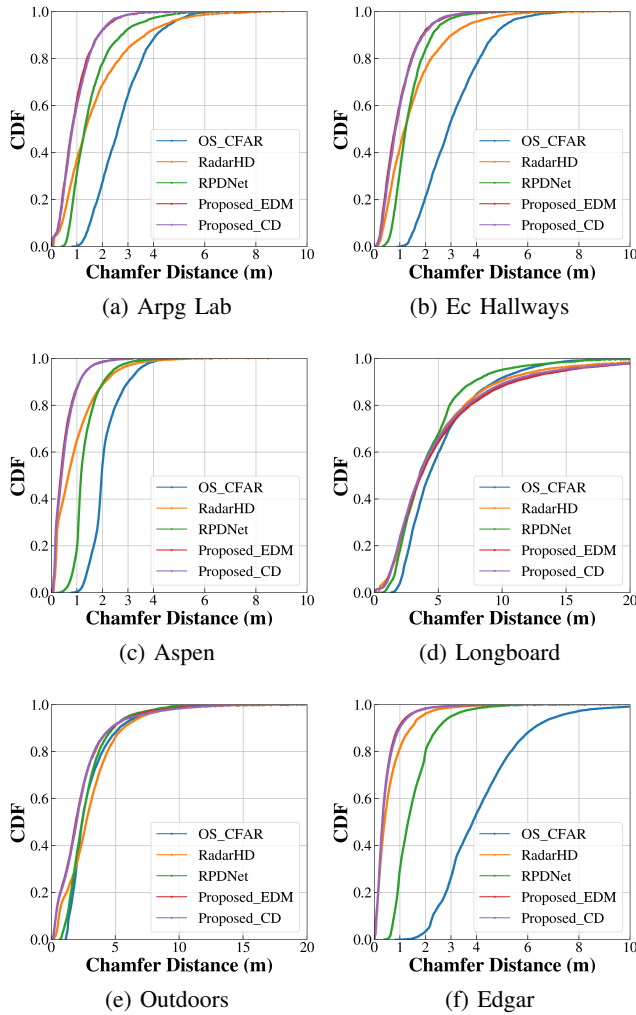 1.0
0.8
0.6
0.4
0.2
0.0
CDF
OS_CFAR
RadarHD
RPDNet
Proposed_EDM
Proposed_CD
0 1 2 3 4 6 8 10
Chamfer Distance (m)
(a) Arpg Lab
1.0
0.8
0.6
0.4
0.2
0.0
CDF
OS_CFAR
RadarHD
RPDNet
Proposed_EDM
Proposed_CD
0 1 2 3 4 6 8 10
Chamfer Distance (m)
(b) Ec Hallways
1.0
0.8
0.6
0.4
0.2
0.0
CDF
OS_CFAR
RadarHD
RPDNet
Proposed_EDM
Proposed_CD
0 1 2 3 4 6 8 10
Chamfer Distance (m)
(c) Aspen
1.0
0.8
0.6
0.4
0.2
0.0
CDF
OS_CFAR
RadarHD
RPDNet
Proposed_EDM
Proposed_CD
0 5 10 15 20
Chamfer Distance (m)
(d) Longboard
1.0
0.8
0.6
0.4
0.2
0.0
CDF
OS_CFAR
RadarHD
RPDNet
Proposed_EDM
Proposed_CD
5 10 15 20
Chamfer Distance (m)
(e) Outdoors
1.0
0.8
0.6
0.4
0.2
0.0
CDF
OS_CFAR
RadarHD
RPDNet
Proposed_EDM
Proposed_CD
0 1 2 3 4 6 8 10
Chamfer Distance (m)
(f) Edgar